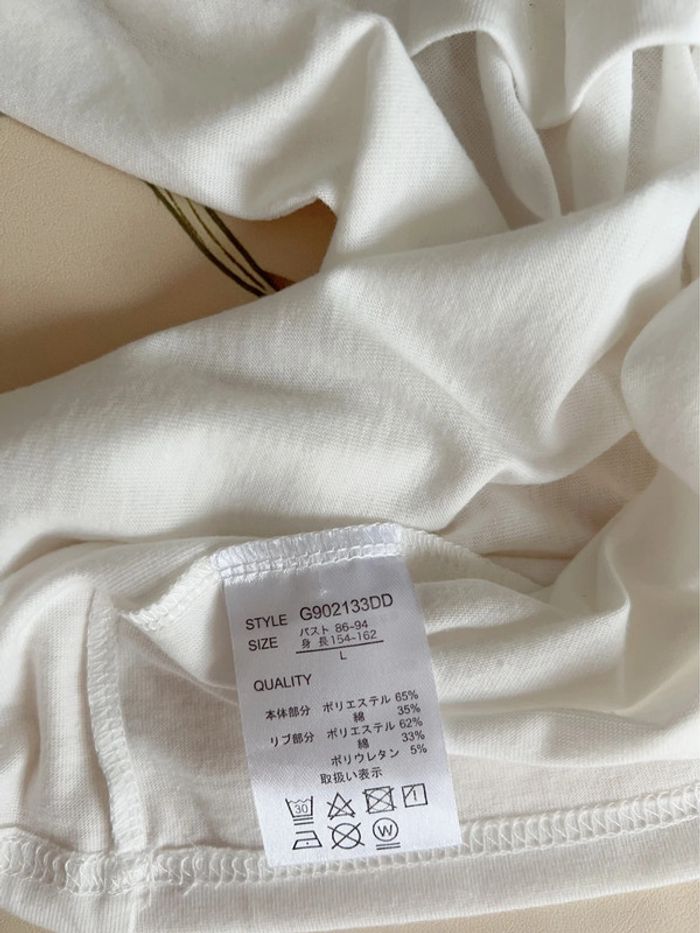 STYLE G902133DD
SIZE バスト 86~94
身 長154~162
L
QUALITY
本体部分 ポリエステル 65%
綿 35%
リブ部分 ポリエステル 62%
綿 33%
ポリウレタン 5%
取扱い表示
30
W